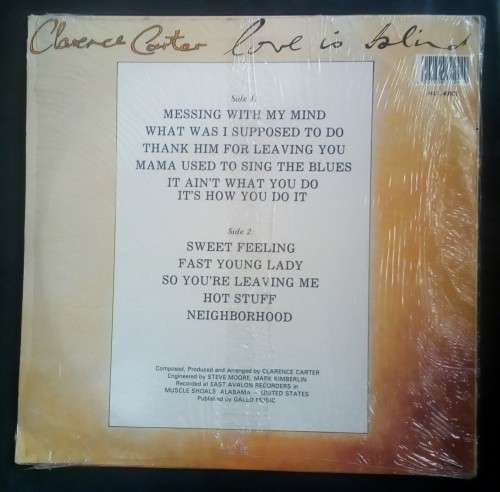 Clarence Carter love is blind
Side 1:
MESSING WITH MY MIND
WHAT WAS I SUPPOSED TO DO
THANK HIM FOR LEAVING YOU
MAMA USED TO SING THE BLUES
IT AIN'T WHAT YOU DO
IT'S HOW YOU DO IT
Side 2:
SWEET FEELING
FAST YOUNG LADY
SO YOU'RE LEAVING ME
HOT STUFF
NEIGHBORHOOD
Composed, Produced and Arranged by CLARENCE CARTER
Engineered by STEVE MOORE, MARK KIMBERLIN
Recorded at EAST AVALON RECORDERS in
MUSCLE SHOALS ALABAMA — UNITED STATES
Published by GALLO MUSIC